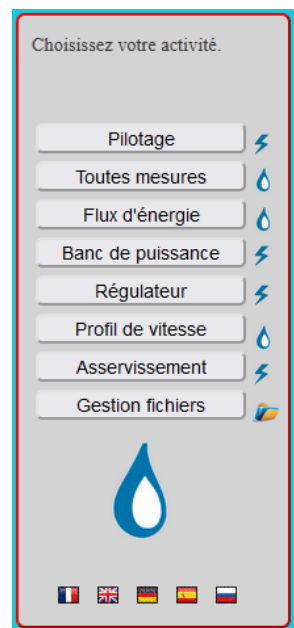 Choisissez votre activité.
Pilotage
Toutes mesures
Flux d'énergie
Banc de puissance
Régulateur
Profil de vitesse
Asservissement
Gestion fichiers